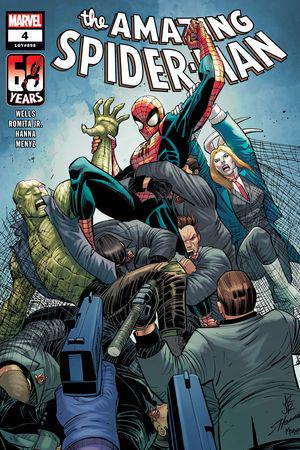 MARVEL
4
LGY#898
60
YEARS
WELLS
ROMITA JR.
HANNA
MENYZ
the AMAZING
SPIDER-MAN